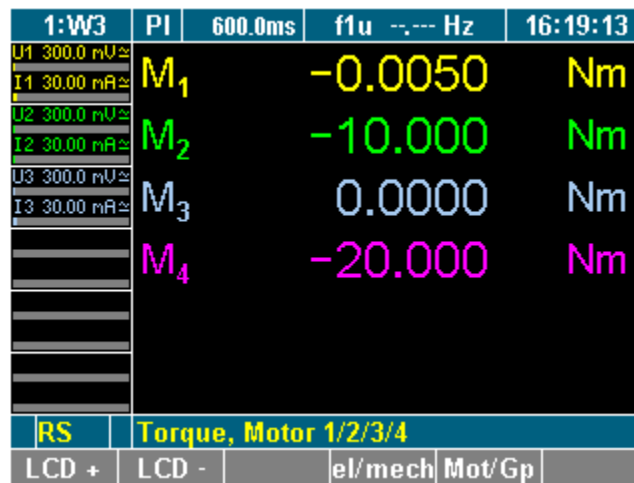 1:W3 PI 600.0ms f1u --.--- Hz 16:19:13
U1 300.0 mV≃
I1 30.00 mA≃
M1 -0.0050 Nm
U2 300.0 mV≃
I2 30.00 mA≃
M2 -10.000 Nm
U3 300.0 mV≃
I3 30.00 mA≃
M3 0.0000 Nm
M4 -20.000 Nm
RS Torque, Motor 1/2/3/4
LCD + LCD - el/mech Mot/Gp